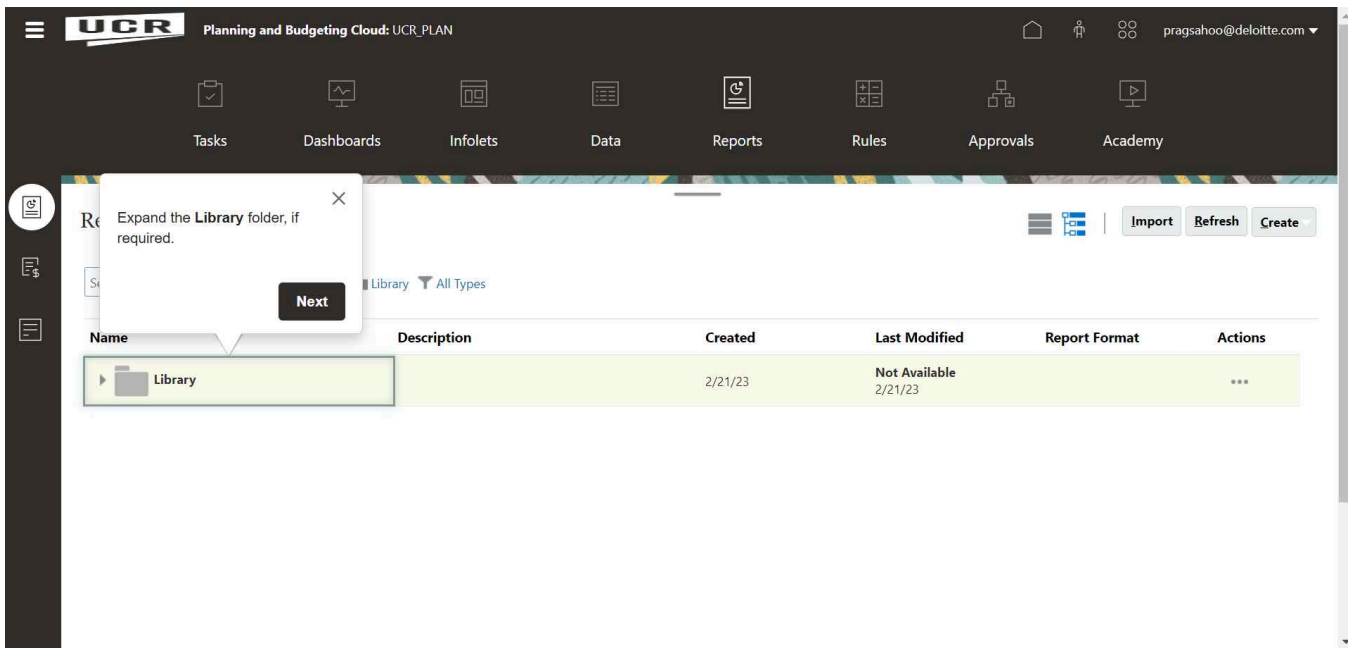 UCR Planning and Budgeting Cloud: UCR_PLAN pragsahoo@deloitte.com
Tasks Dashboards Infolets Data Reports Rules Approvals Academy
Expand the Library folder, if
required.
Next
Re
Import Refresh Create
Se
Library All Types
Name Description Created Last Modified Report Format Actions
Library 2/21/23 Not Available
2/21/23